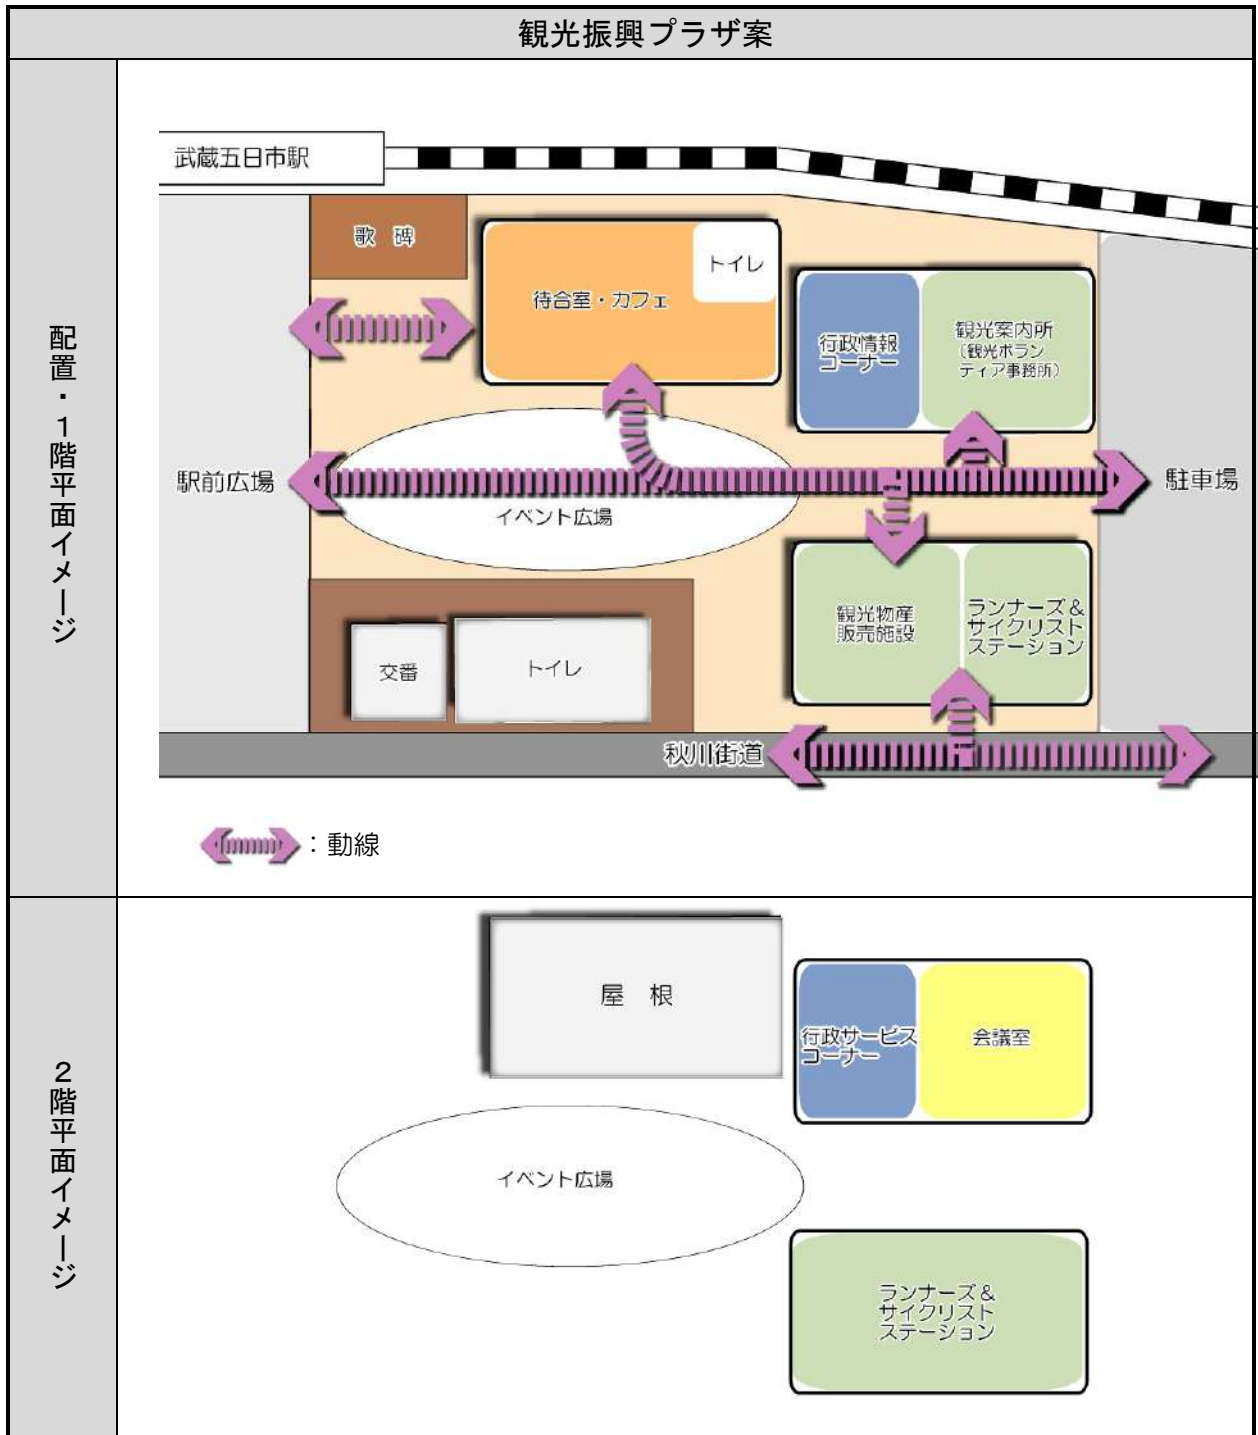 観光振興プラザ案
配置・1階平面イメージ
武蔵五日市駅
歌 碑
トイレ
待合室・カフェ
行政情報
コーナー
観光案内所
（観光ボラン
ティア事務所）
駅前広場
駐車場
イベント広場
観光物産
販売施設
ランナーズ＆
サイクリスト
ステーション
交番
トイレ
秋川街道
：動線
2階平面イメージ
屋 根
行政サービス
コーナー
会議室
イベント広場
ランナーズ＆
サイクリスト
ステーション